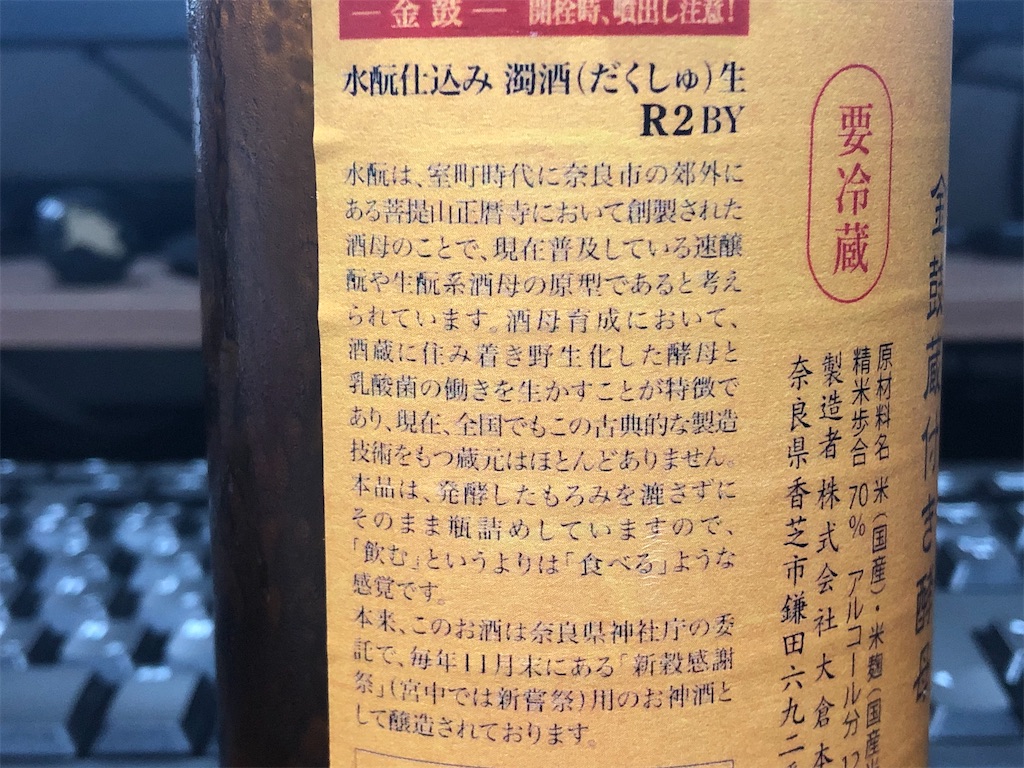 ―金鼓― 開栓時、噴出し注意!
水酛仕込み 濁酒(だくしゅ)生
R2BY
水酛は、室町時代に奈良市の郊外に
ある菩提山正暦寺において創製された
酒母のことで、現在普及している速醸
酛や生酛系酒母の原型であると考え
られています。酒母育成において、
酒蔵に住み着き野生化した酵母と
乳酸菌の働きを生かすことが特徴で
あり、現在、全国でもこの古典的な製造
技術をもつ蔵元はほとんどありません。
本品は、発酵したもろみを漉さずに
そのまま瓶詰めしていますので、
「飲む」というよりは「食べる」ような
感覚です。
本来、このお酒は奈良県神社庁の委
託で、毎年11月末にある「新穀感謝
祭」(宮中では新嘗祭)用のお神酒と
して醸造されております。
要冷蔵
金鼓蔵付き酵母
原材料名 米(国産)・米麹(国産米
精米歩合 70% アルコール分 12
製造者 株式会社大倉本
奈良県香芝市鎌田六九二